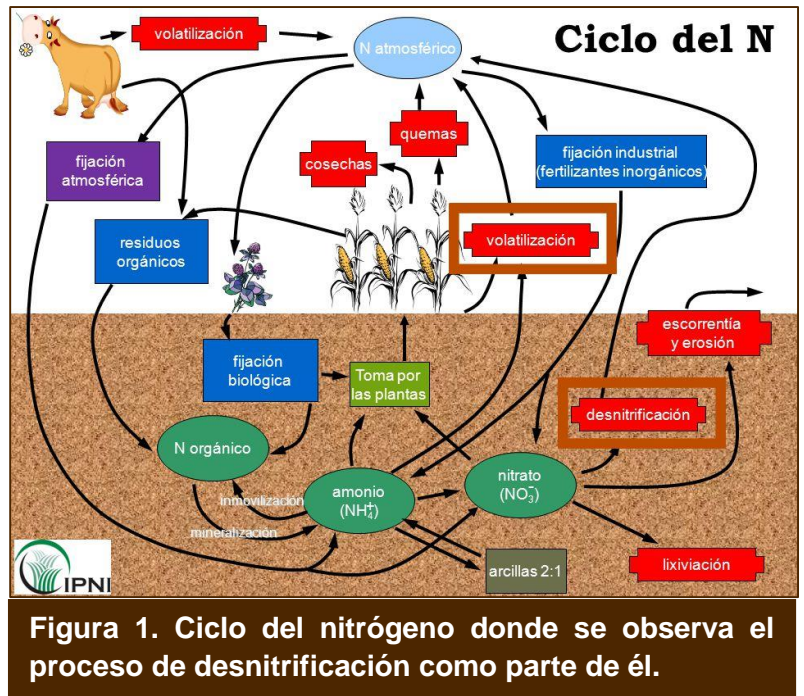 Ciclo del N
volatilización
N atmosférico
quemas
cosechas
fijación
atmosférica
fijación industrial
(fertilizantes inorgánicos)
residuos
orgánicos
volatilización
escorrentía
y erosión
fijación
biológica
Toma por
las plantas
desnitrificación
N orgánico
amonio
(NH₄⁺)
nitrato
(NO₃⁻)
inmovilización
mineralización
arcillas 2:1
lixiviación
IPNI
Figura 1. Ciclo del nitrógeno donde se observa el
proceso de desnitrificación como parte de él.